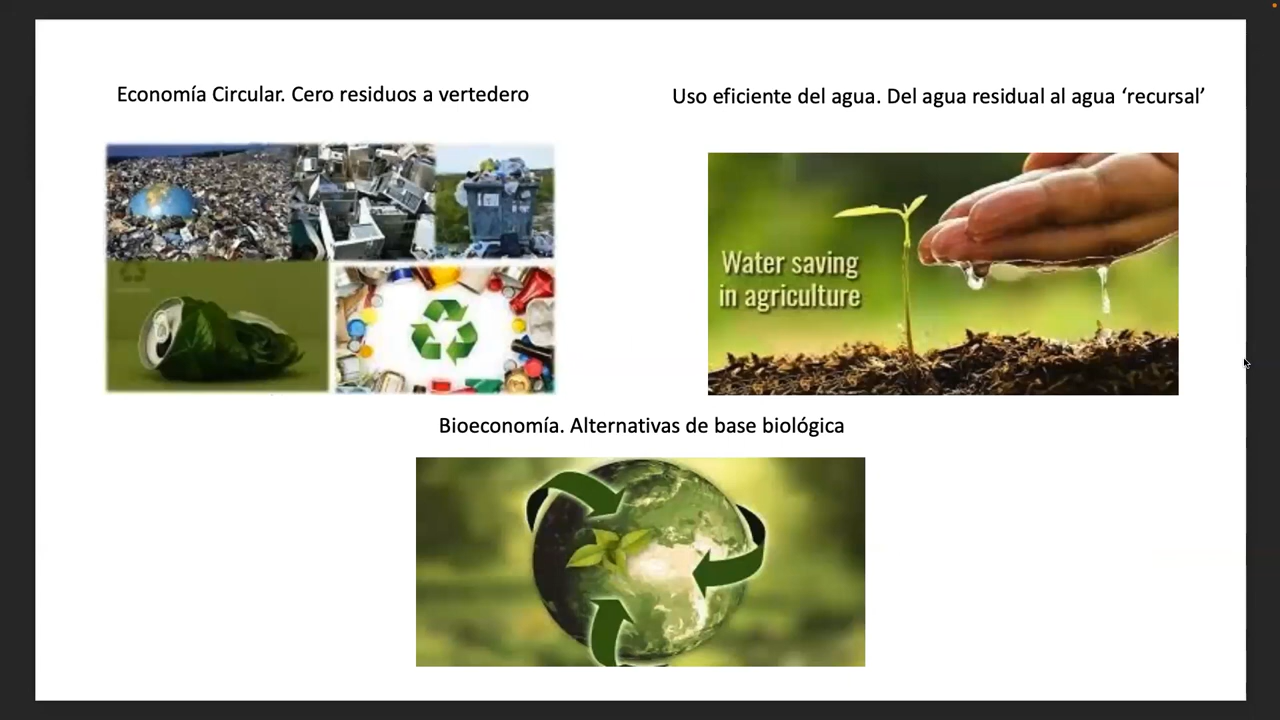 Economía Circular. Cero residuos a vertedero
Uso eficiente del agua. Del agua residual al agua ‘recursal’
Water saving
in agriculture
Bioeconomía. Alternativas de base biológica